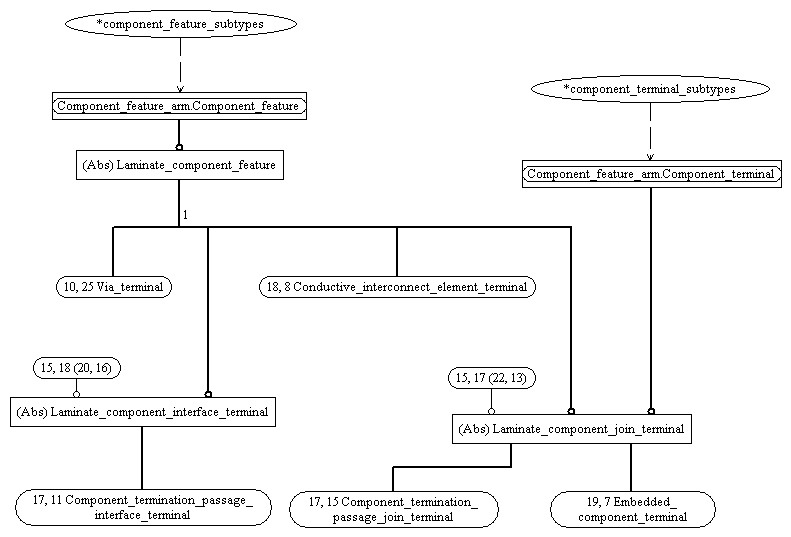 *component_feature_subtypes
Component_feature_arm.Component_feature
*component_terminal_subtypes
(Abs) Laminate_component_feature
Component_feature_arm.Component_terminal
1
10, 25 Via_terminal
18, 8 Conductive_interconnect_element_terminal
15, 18 (20, 16)
15, 17 (22, 13)
(Abs) Laminate_component_interface_terminal
(Abs) Laminate_component_join_terminal
17, 11 Component_termination_passage_
interface_terminal
17, 15 Component_termination_
passage_join_terminal
19, 7 Embedded_
component_terminal